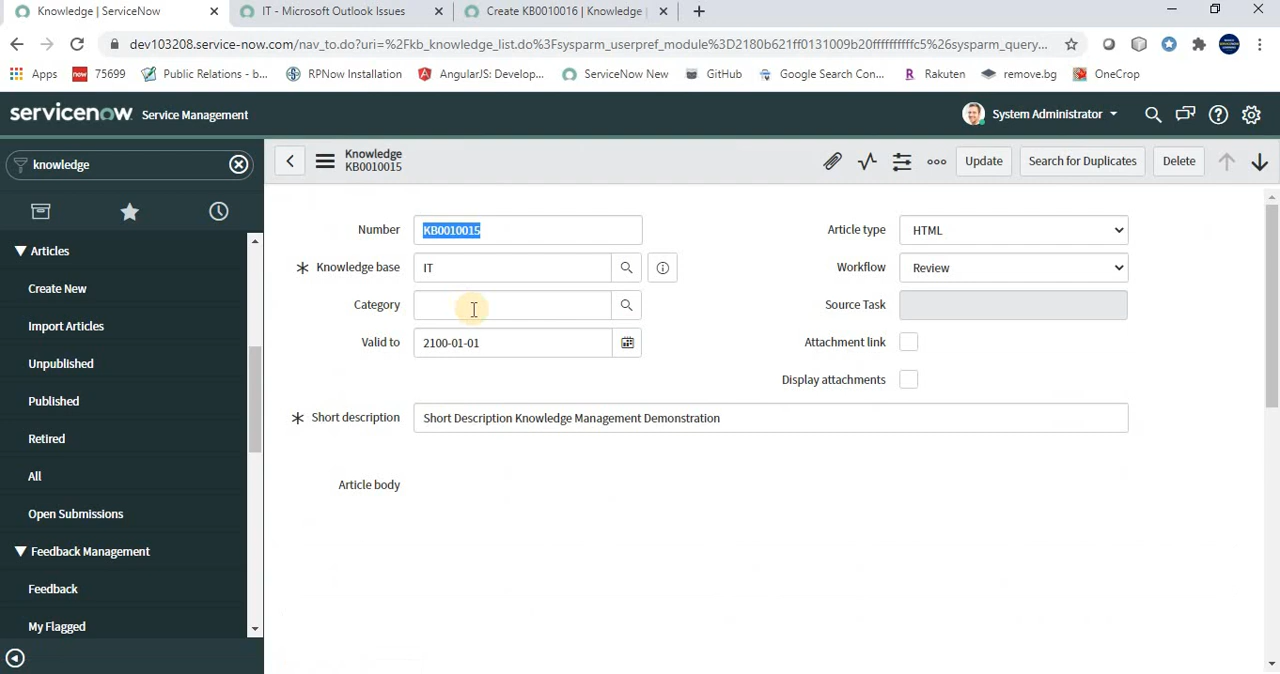 Knowledge | ServiceNow
IT - Microsoft Outlook Issues
Create KB0010016 | Knowledge
dev103208.service-now.com/nav_to.do?uri=%2Fkb_knowledge_list.do%3Fsysparm_userpref_module%3D2180b621ff0131009b20ffffffffffc5%26sysparm_query...
Apps
now 75699
Public Relations - b...
RPNow Installation
AngularJS: Develop...
ServiceNow New
GitHub
Google Search Con...
R Rakuten
remove.bg
OneCrop
servicenow Service Management
System Administrator
knowledge
Knowledge
KB0010015
Update
Search for Duplicates
Delete
Articles
Create New
Import Articles
Unpublished
Published
Retired
All
Open Submissions
Feedback Management
Feedback
My Flagged
Number KB0010015
Knowledge base IT
Category
Valid to 2100-01-01
Article type HTML
Workflow Review
Source Task
Attachment link
Display attachments
Short description Short Description Knowledge Management Demonstration
Article body